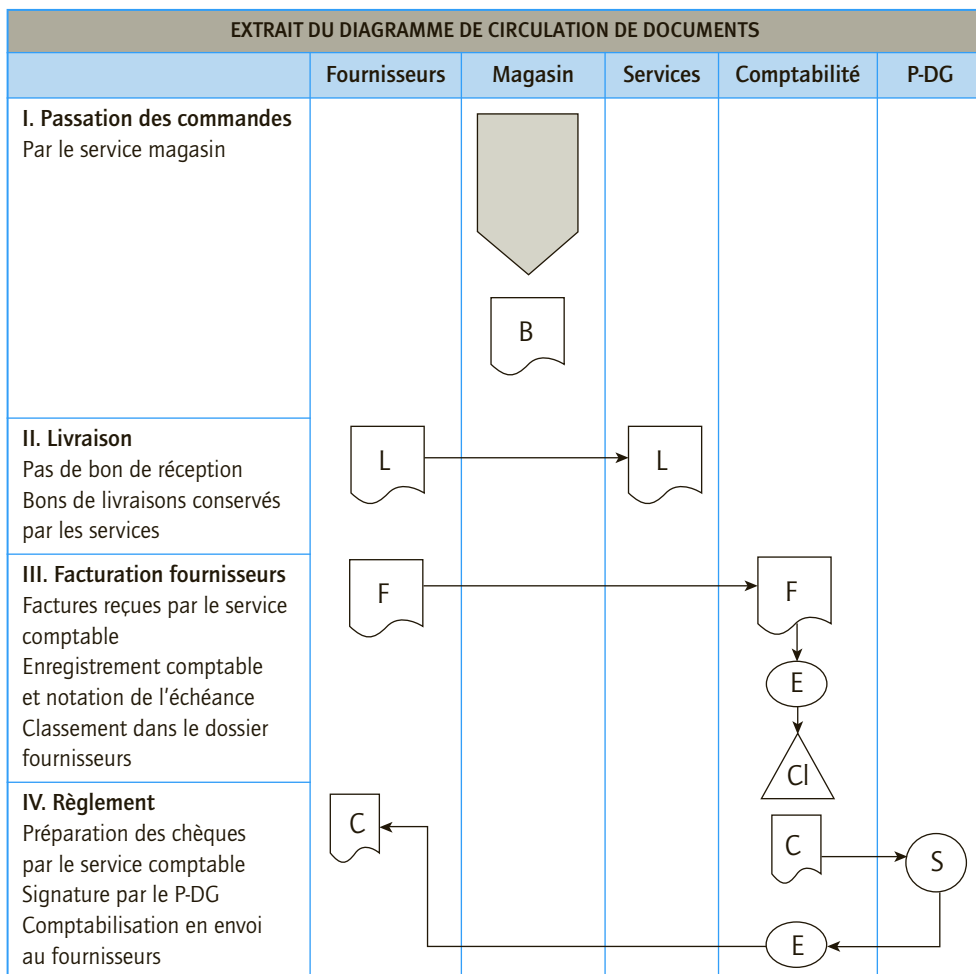 EXTRAIT DU DIAGRAMME DE CIRCULATION DE DOCUMENTS
Fournisseurs Magasin Services Comptabilité P-DG
I. Passation des commandes
Par le service magasin
B
II. Livraison
Pas de bon de réception
Bons de livraisons conservés
par les services
L L
III. Facturation fournisseurs
Factures reçues par le service
comptable
Enregistrement comptable
et notation de l'échéance
Classement dans le dossier
fournisseurs
F F
E
Cl
IV. Règlement
Préparation des chèques
par le service comptable
Signature par le P-DG
Comptabilisation en envoi
au fournisseurs
C C S
E